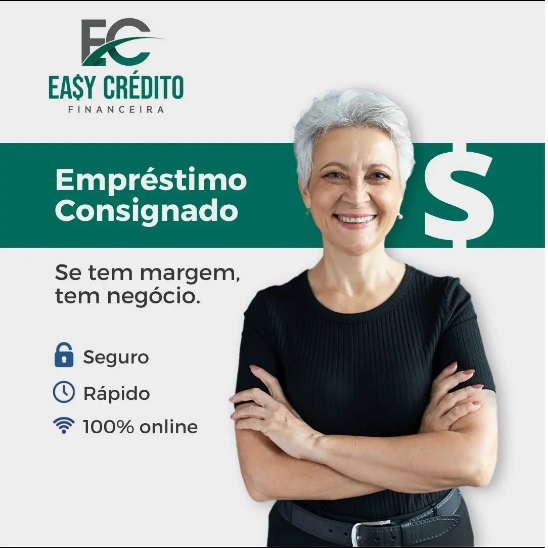 EC
EA$Y CRÉDITO
FINANCEIRA
Empréstimo
Consignado
$
Se tem margem,
tem negócio.
Seguro
Rápido
100% online